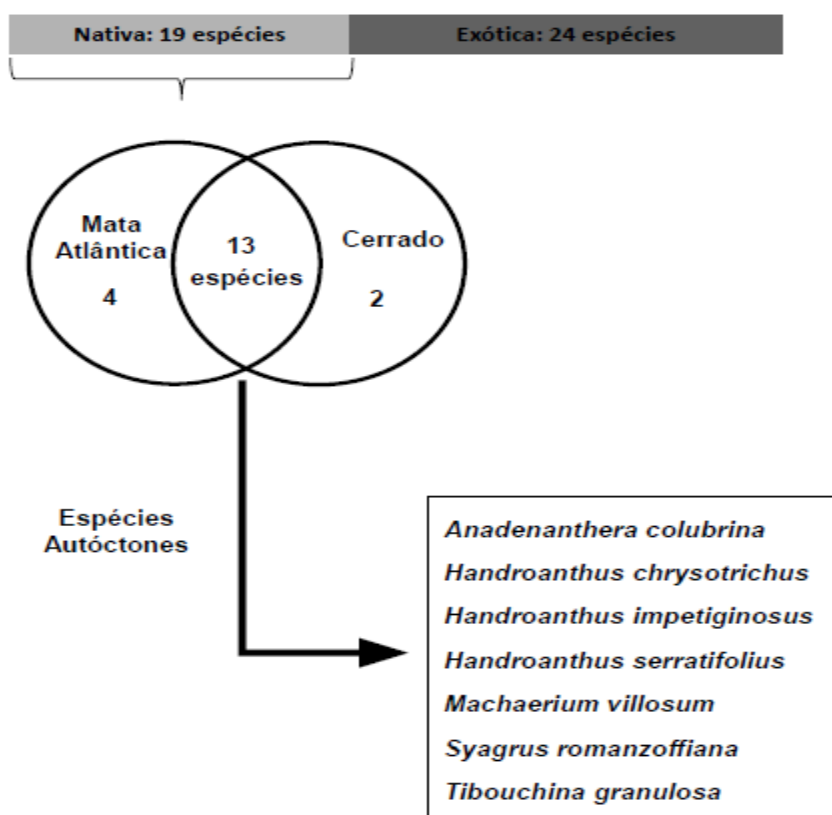 Nativa: 19 espécies
Exótica: 24 espécies
Mata
Atlântica
4
13
espécies
Cerrado
2
Espécies
Autóctones
Anadenanthera colubrina
Handroanthus chrysotrichus
Handroanthus impetiginosus
Handroanthus serratifolius
Machaerium villosum
Syagrus romanzoffiana
Tibouchina granulosa